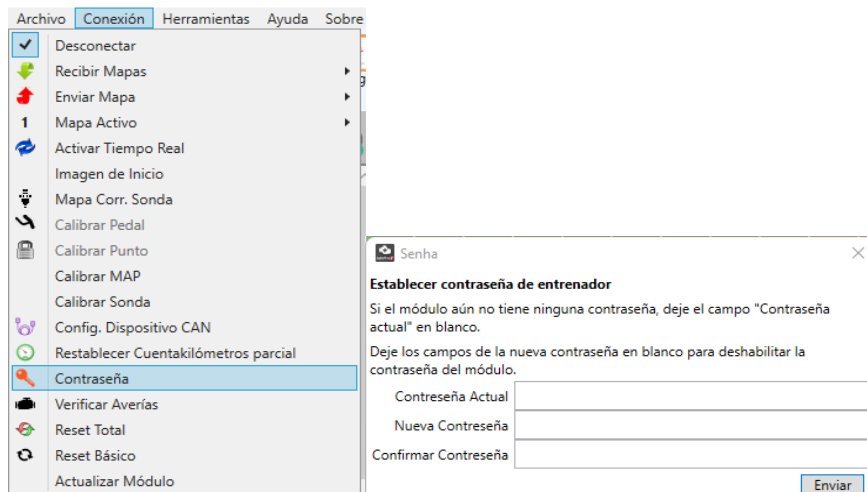 Archivo Conexión Herramientas Ayuda Sobre
Desconectar
Recibir Mapas
Enviar Mapa
1 Mapa Activo
Activar Tiempo Real
Imagen de Inicio
Mapa Corr. Sonda
Calibrar Pedal
Calibrar Punto
Calibrar MAP
Calibrar Sonda
Config. Dispositivo CAN
Restablecer Cuentakilómetros parcial
Contraseña
Verificar Averías
Reset Total
Reset Básico
Actualizar Módulo
Senha
Establecer contraseña de entrenador
Si el módulo aún no tiene ninguna contraseña, deje el campo "Contraseña
actual" en blanco.
Deje los campos de la nueva contraseña en blanco para deshabilitar la
contraseña del módulo.
Contreseña Actual
Nueva Contreseña
Confirmar Contreseña
Enviar